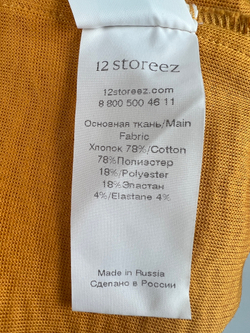 12 storeez
12storeez.com
8 800 500 46 11
Основная ткань/Main
Fabric
Хлопок 78%/Cotton
78%Полиэстер
18%/Polyester
18%Эластан
4%/Elastane 4%
Made in Russia
Сделано в России